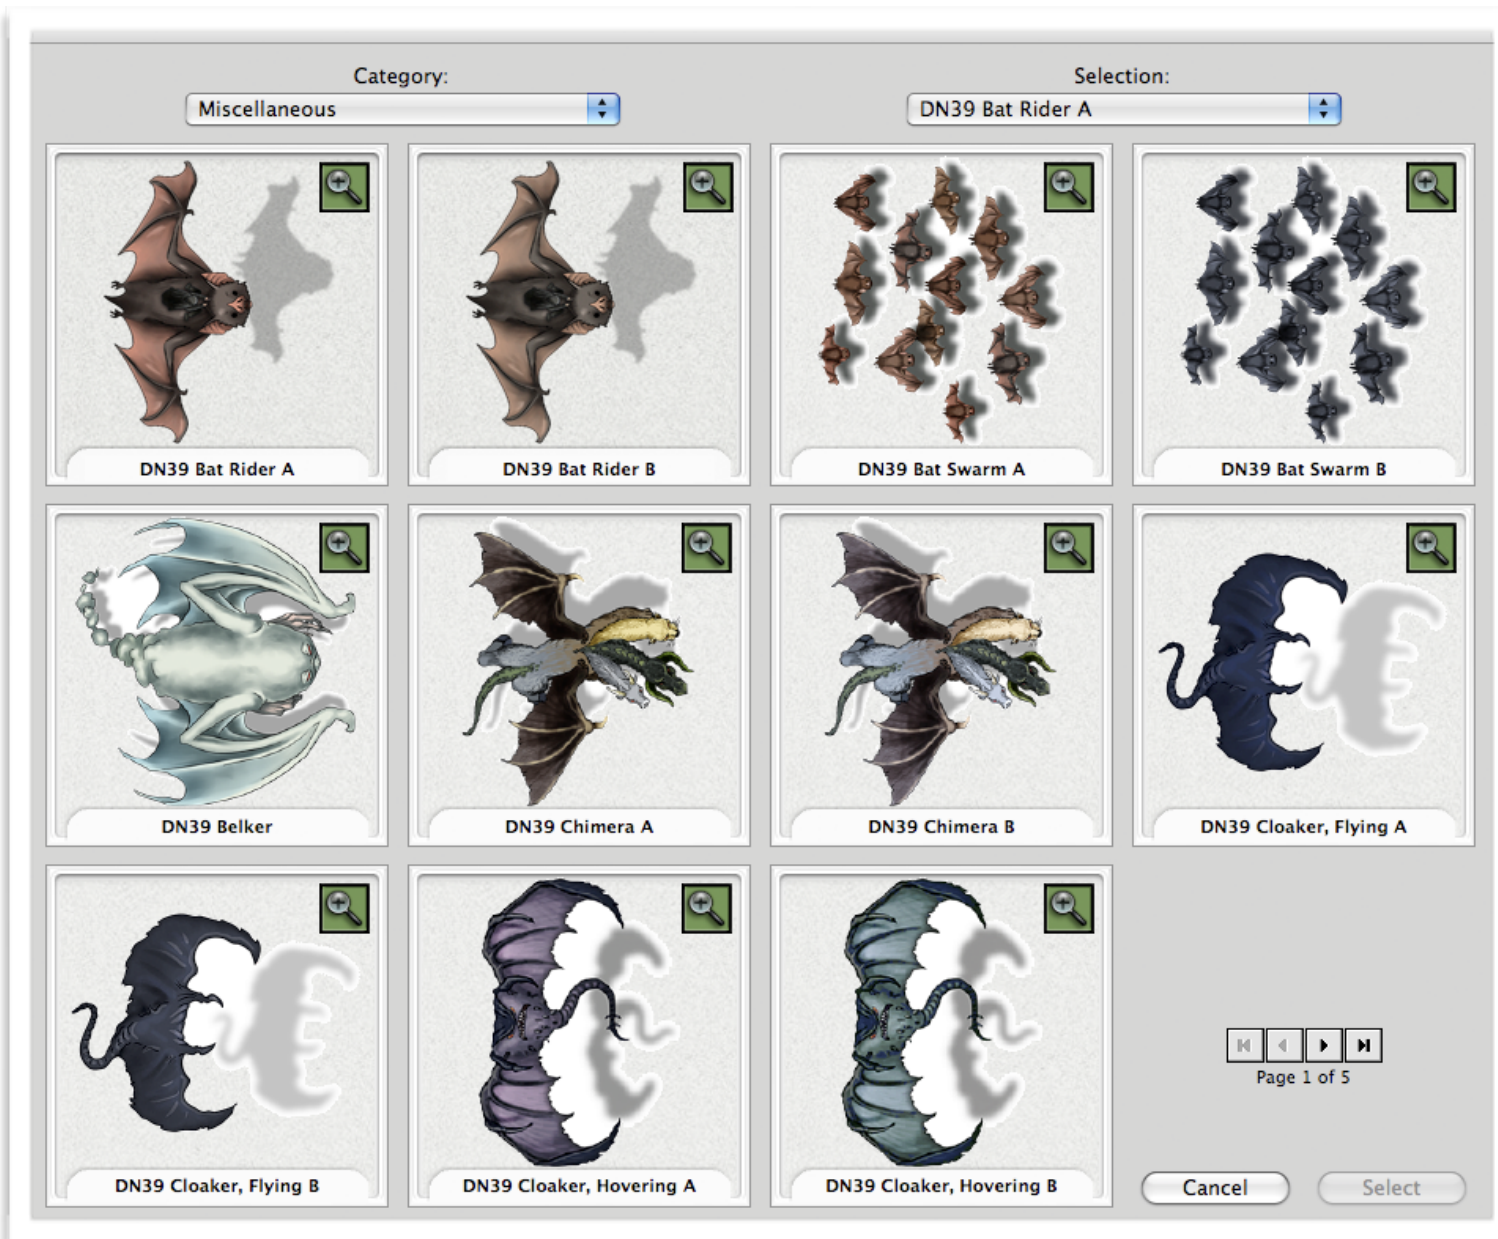 Category:
Selection:
Miscellaneous
DN39 Bat Rider A
DN39 Bat Rider A
DN39 Bat Rider B
DN39 Bat Swarm A
DN39 Bat Swarm B
DN39 Belker
DN39 Chimera A
DN39 Chimera B
DN39 Cloaker, Flying A
DN39 Cloaker, Flying B
DN39 Cloaker, Hovering A
DN39 Cloaker, Hovering B
Page 1 of 5
Cancel
Select